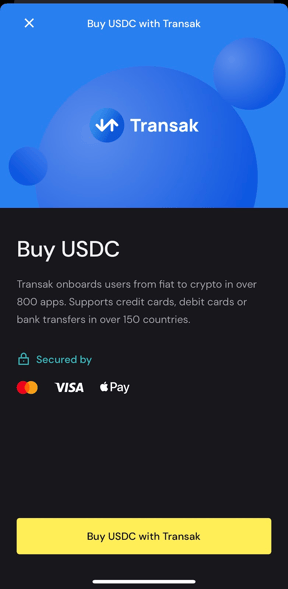 Buy USDC with Transak
Transak
Buy USDC
Transak onboards users from fiat to crypto in over
800 apps. Supports credit cards, debit cards or
bank transfers in over 150 countries.
Secured by
VISA Pay
Buy USDC with Transak